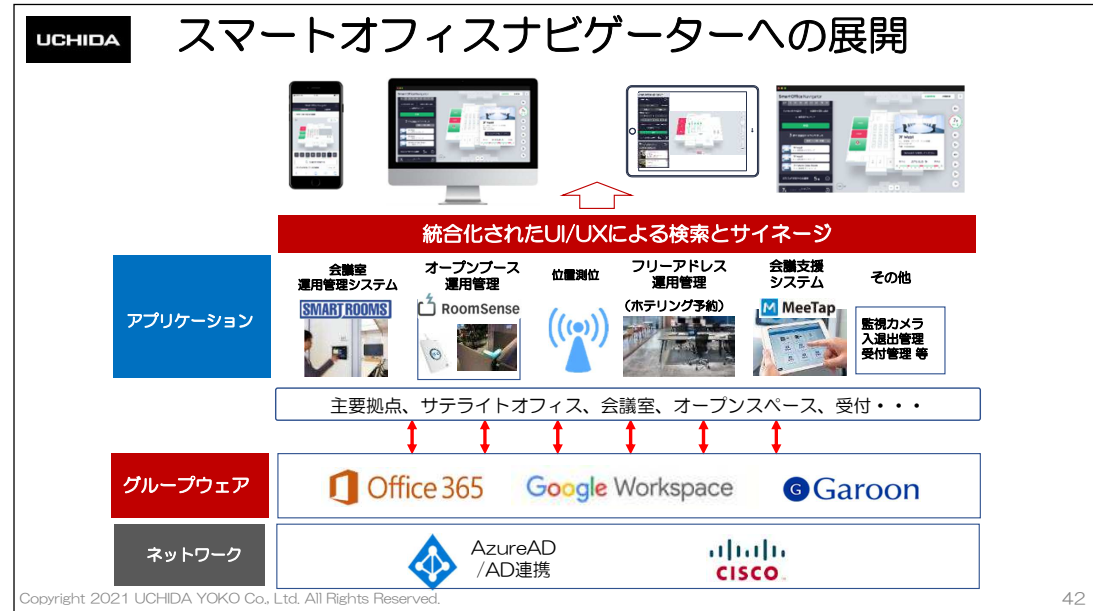 UCHIDA
スマートオフィスナビゲーターへの展開
統合化されたUI/UXによる検索とサイネージ
アプリケーション
会議室
運用管理システム
SMART ROOMS
オープンブース
運用管理
RoomSense
位置測位
フリーアドレス
運用管理
(ホテリング予約)
会議支援
システム
MeeTap
その他
監視カメラ
入退出管理
受付管理 等
主要拠点、サテライトオフィス、会議室、オープンスペース、受付・・・
グループウェア
Office 365
Google Workspace
G Garoon
ネットワーク
AzureAD
/AD連携
CISCO
Copyright 2021 UCHIDA YOKO Co., Ltd. All Rights Reserved.
42